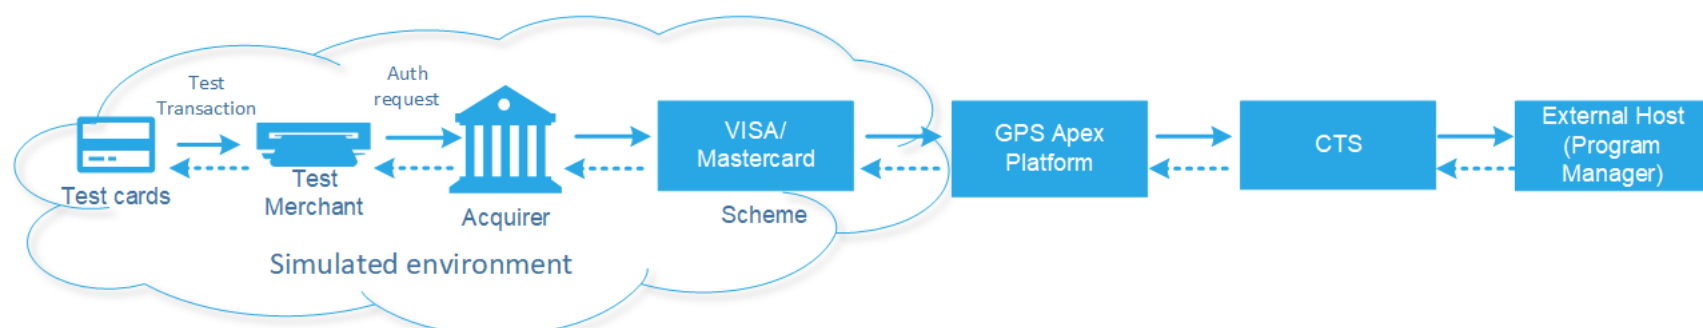 Test
Transaction
Auth
request
Test cards
Test
Merchant
Acquirer
VISA/
Mastercard
Scheme
Simulated environment
GPS Apex
Platform
CTS
External Host
(Program
Manager)